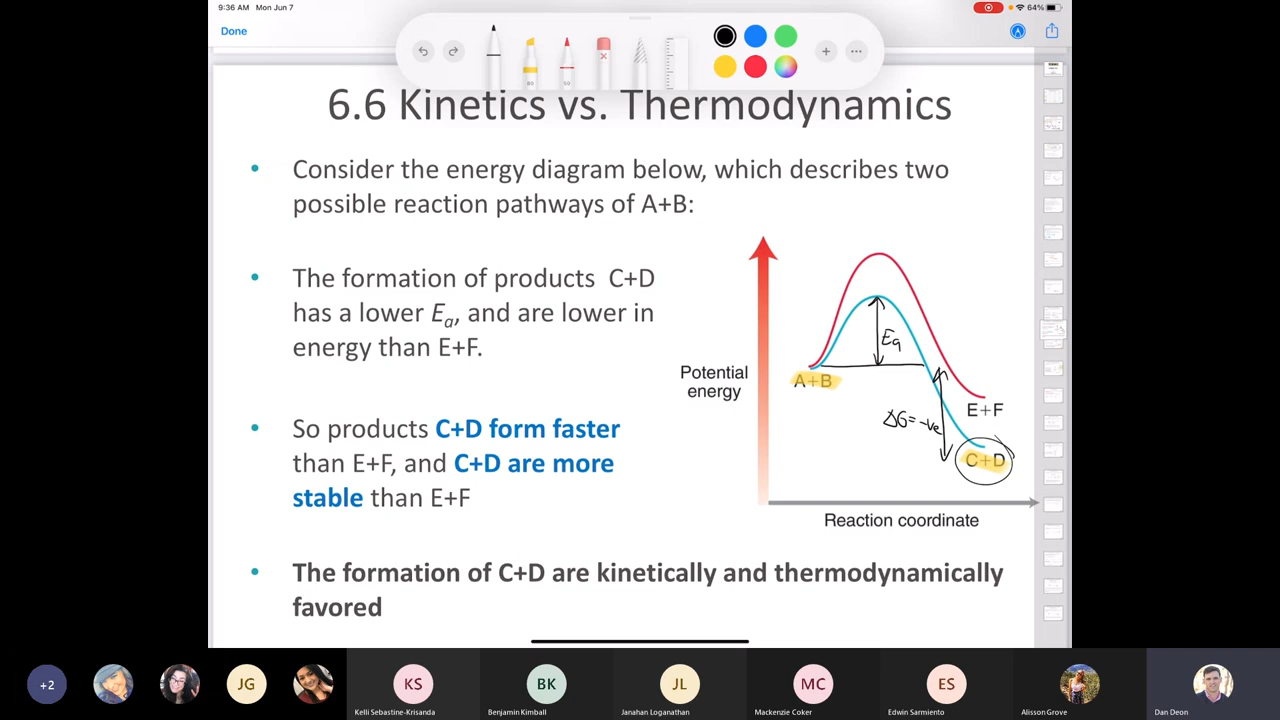 9:36 AM Mon Jun 7
64%
Done
6.6 Kinetics vs. Thermodynamics
• Consider the energy diagram below, which describes two
possible reaction pathways of A+B:
• The formation of products C+D
has a lower Ea, and are lower in
energy than E+F.
• So products C+D form faster
than E+F, and C+D are more
stable than E+F
Potential
energy
A+B
Ea
ΔG=-ve
E+F
C+D
Reaction coordinate
• The formation of C+D are kinetically and thermodynamically
favored
+2
JG
KS
BK
JL
MC
ES
Kelli Sebastine-Krisanda
Benjamin Kimball
Janahan Loganathan
Mackenzie Coker
Edwin Sarmiento
Alisson Grove
Dan Deon